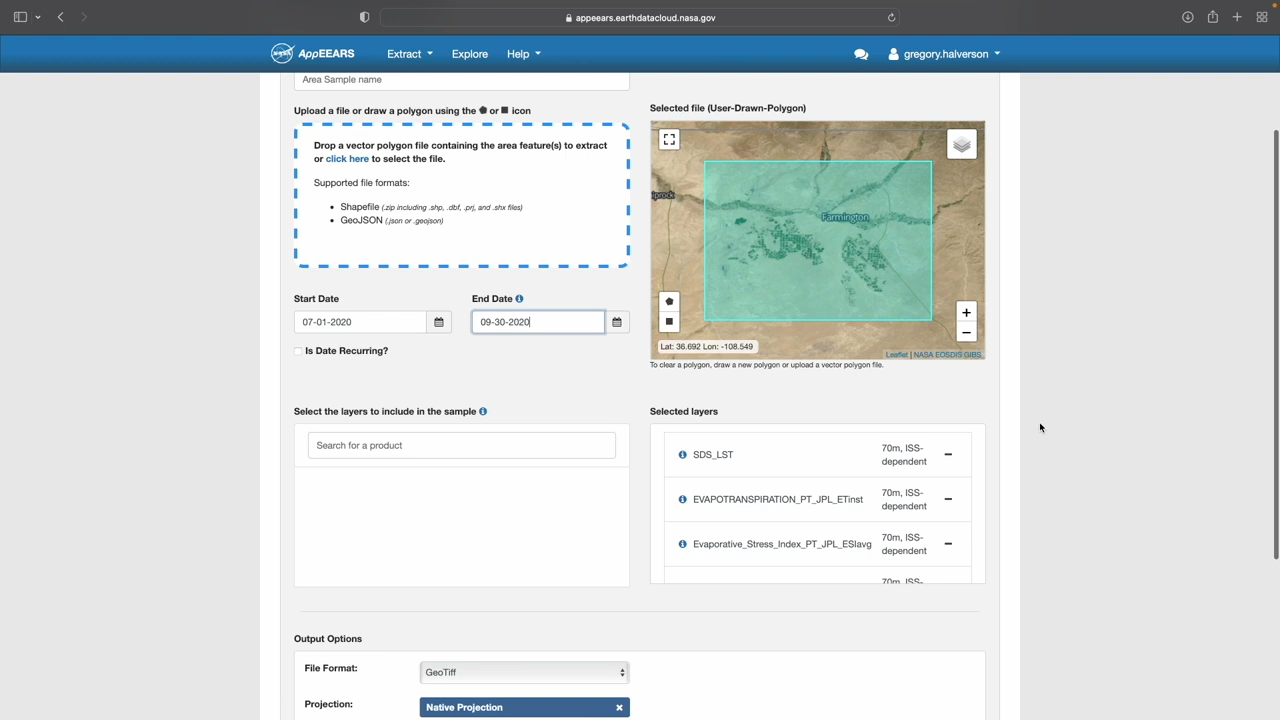 appeears.earthdatacloud.nasa.gov
AppEEARS
Extract
Explore
Help
gregory.halverson
Area Sample name
Upload a file or draw a polygon using the or icon
Drop a vector polygon file containing the area feature(s) to extract
or click here to select the file.
Supported file formats:
• Shapefile (.zip including .shp, .dbf, .prj, and .shx files)
• GeoJSON (.json or .geojson)
Selected file (User-Drawn-Polygon)
iprock
Farmington
+
−
Lat: 36.692 Lon: -108.549
Leaflet | NASA EOSDIS GIBS
To clear a polygon, draw a new polygon or upload a vector polygon file.
Start Date
End Date
07-01-2020
09-30-2020
Is Date Recurring?
Select the layers to include in the sample
Search for a product
Selected layers
SDS_LST
70m, ISS-
dependent
EVAPOTRANSPIRATION_PT_JPL_ETinst
70m, ISS-
dependent
Evaporative_Stress_Index_PT_JPL_ESIavg
70m, ISS-
dependent
70m, ISS-
Output Options
File Format:
GeoTiff
Projection:
Native Projection